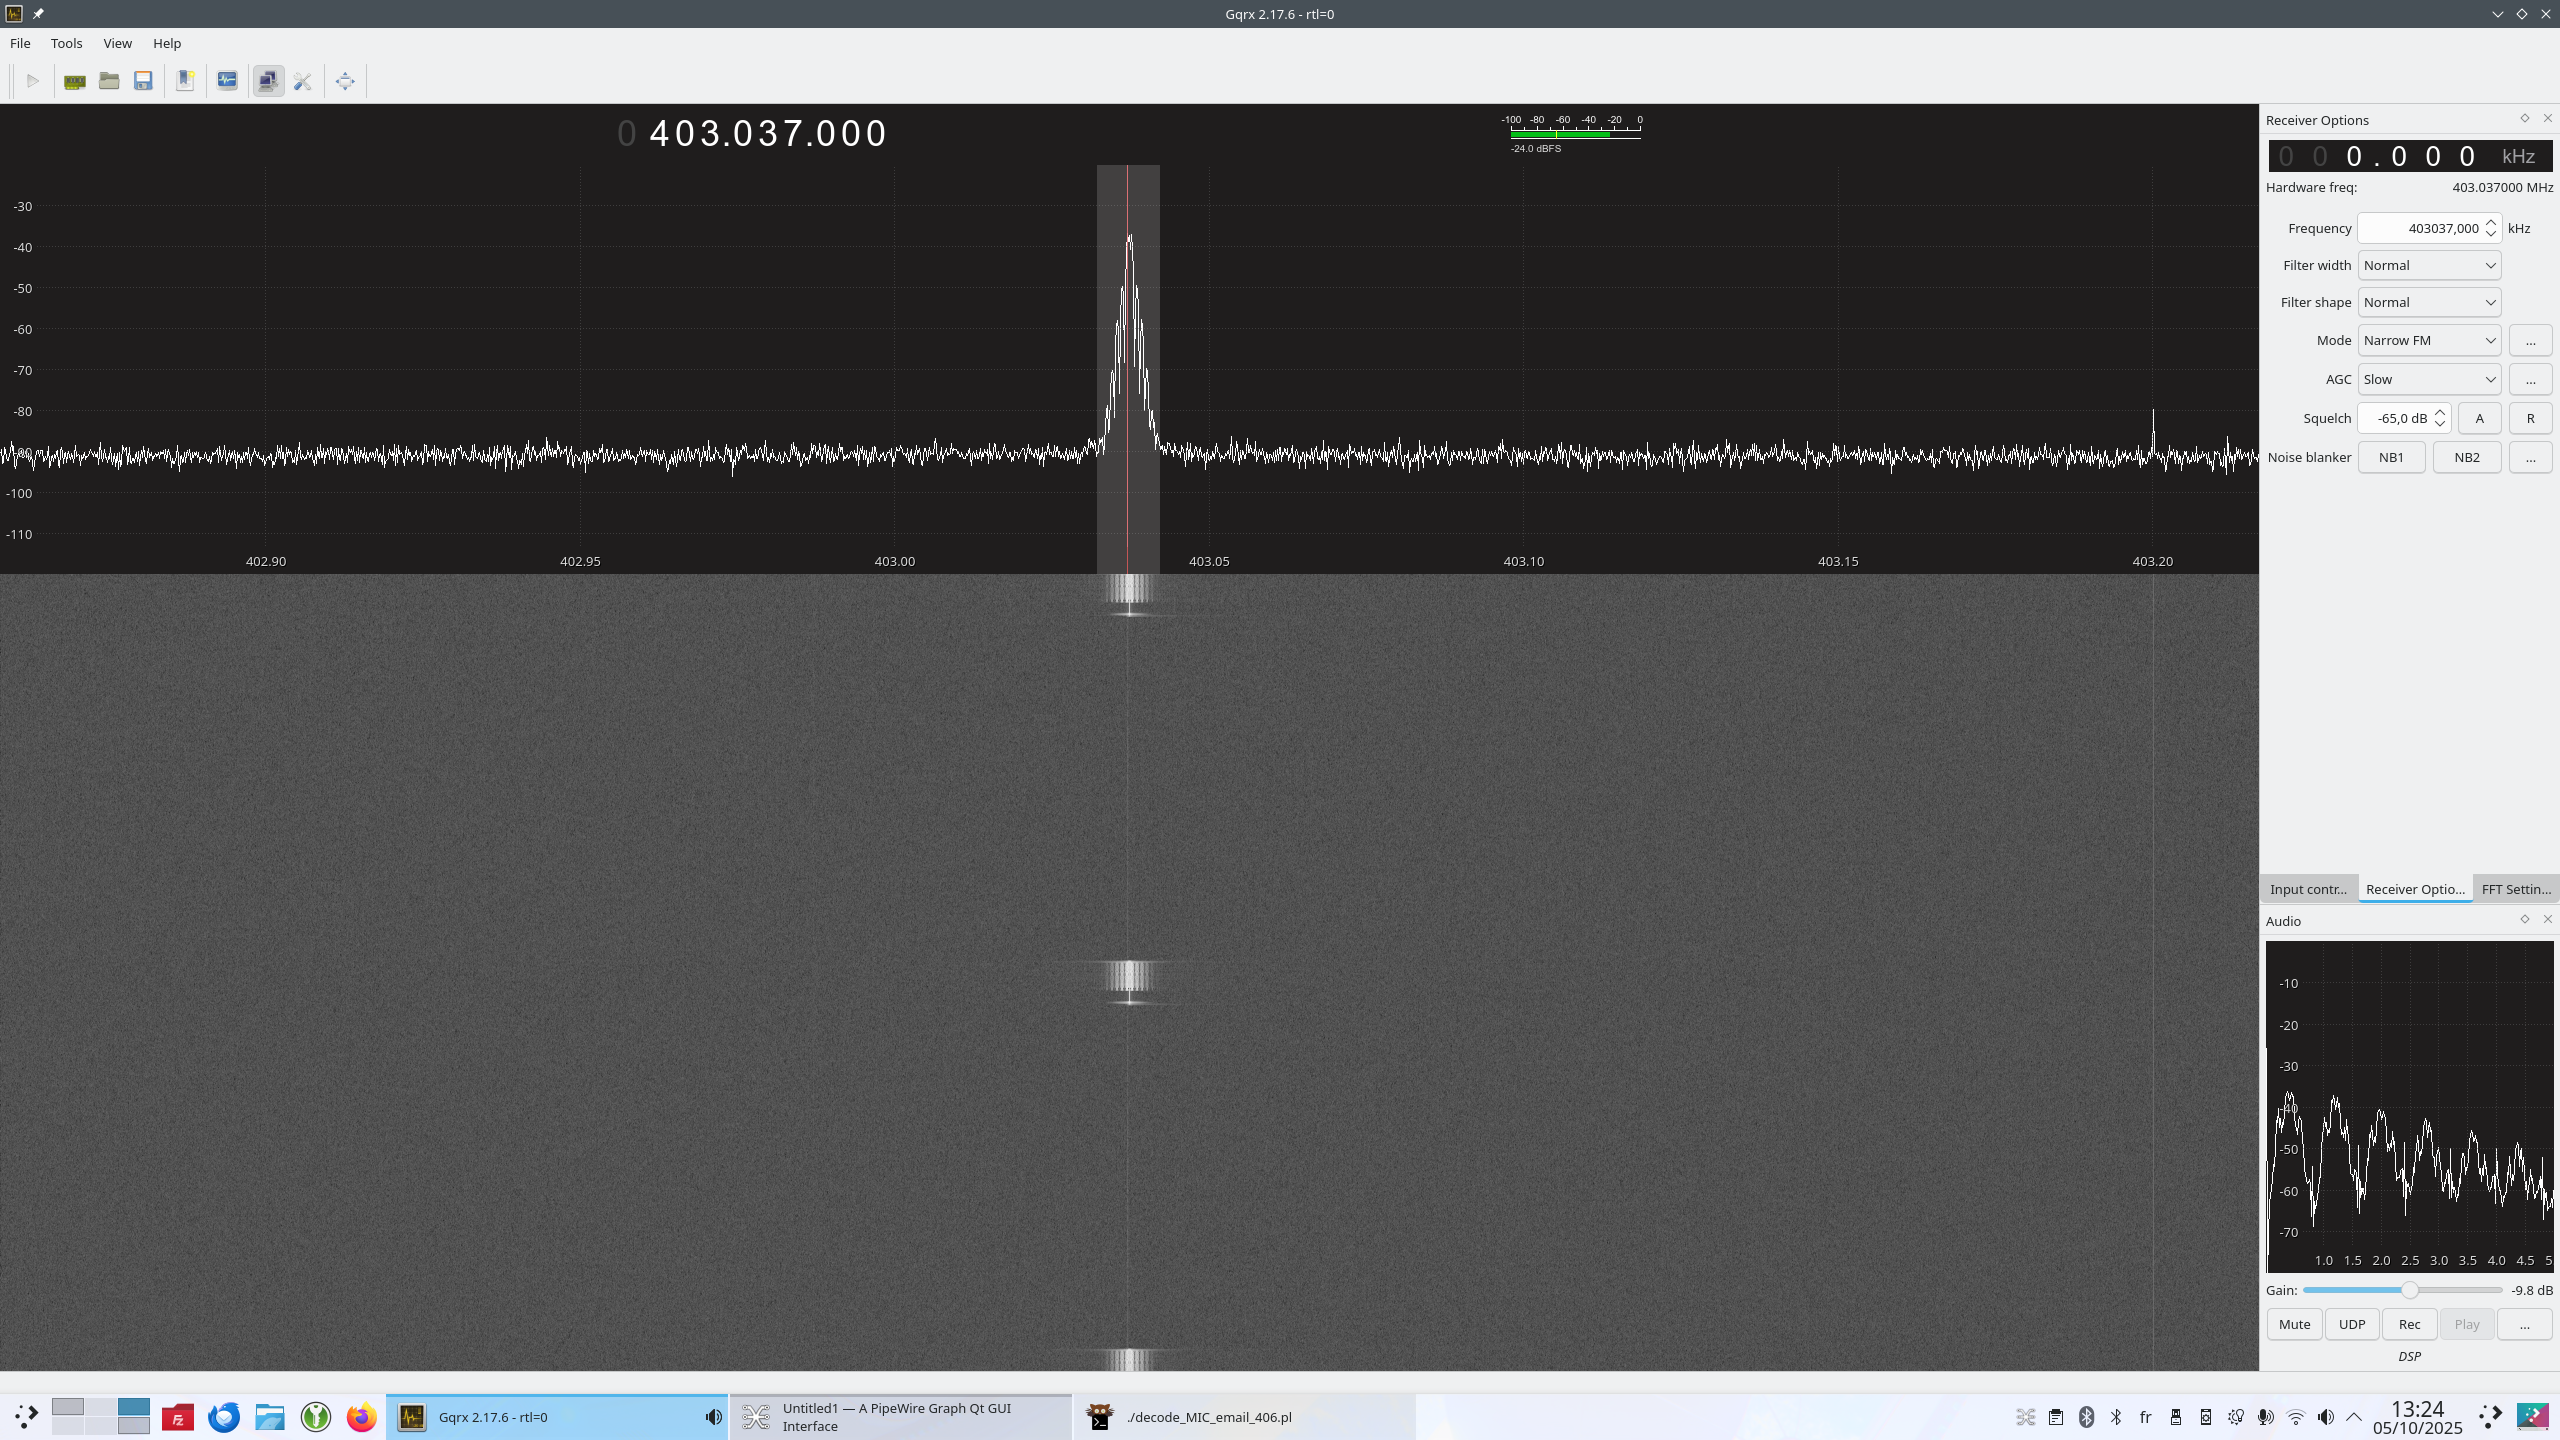 Gqrx 2.17.6 - rtl=0
File Tools View Help
0 403.037.000
-100 -80 -60 -40 -20 0
-24.0 dBFS
-30
-40
-50
-60
-70
-80
-90
-100
-110
402.90 402.95 403.00 403.05 403.10 403.15 403.20
Receiver Options
0 0 0.000 kHz
Hardware freq: 403.037000 MHz
Frequency 403037,000 kHz
Filter width Normal
Filter shape Normal
Mode Narrow FM ...
AGC Slow ...
Squelch -65,0 dB A R
Noise blanker NB1 NB2 ...
Input contr... Receiver Optio... FFT Settin...
Audio
-10
-20
-30
-40
-50
-60
-70
1.0 1.5 2.0 2.5 3.0 3.5 4.0 4.5 5
Gain: -9.8 dB
Mute UDP Rec Play ...
DSP
Gqrx 2.17.6 - rtl=0
Untitled1 — A PipeWire Graph Qt GUI
Interface
./decode_MIC_email_406.pl
fr
13:24
05/10/2025